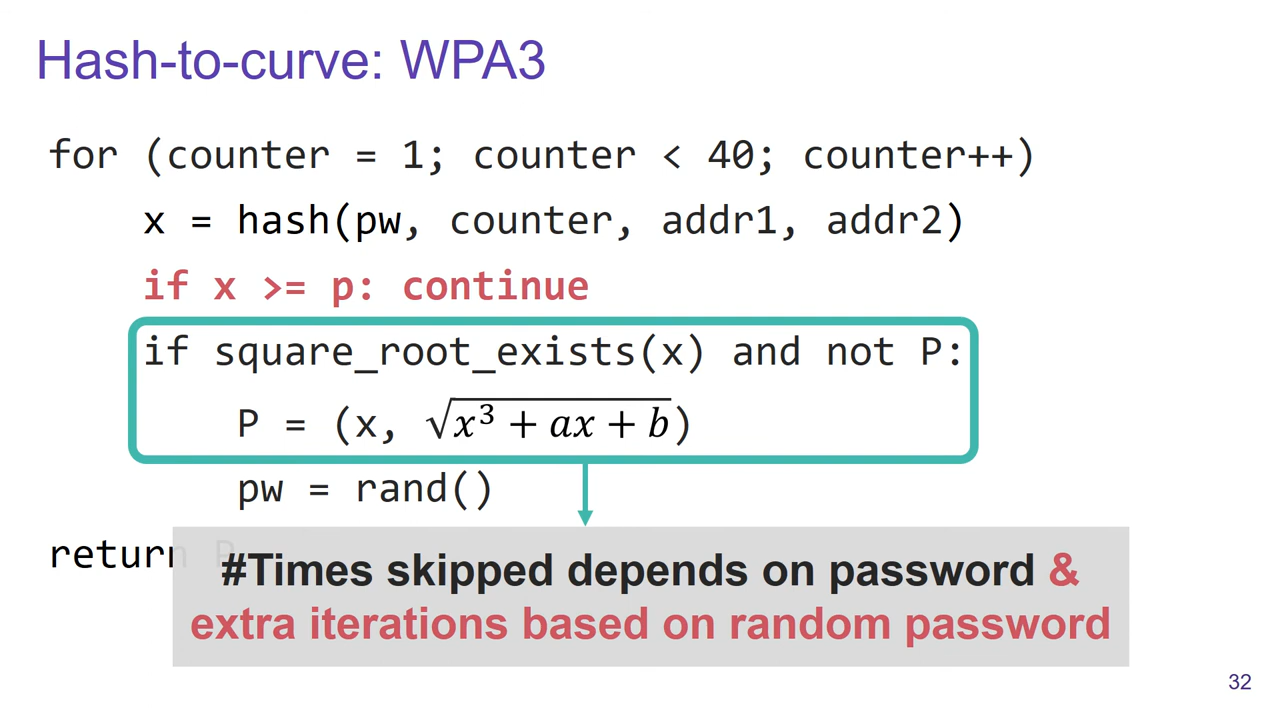 Hash-to-curve: WPA3
for (counter = 1; counter < 40; counter++)
x = hash(pw, counter, addr1, addr2)
if x >= p: continue
if square_root_exists(x) and not P:
P = (x, √x³ + ax + b)
pw = rand()
return P
#Times skipped depends on password &
extra iterations based on random password
32